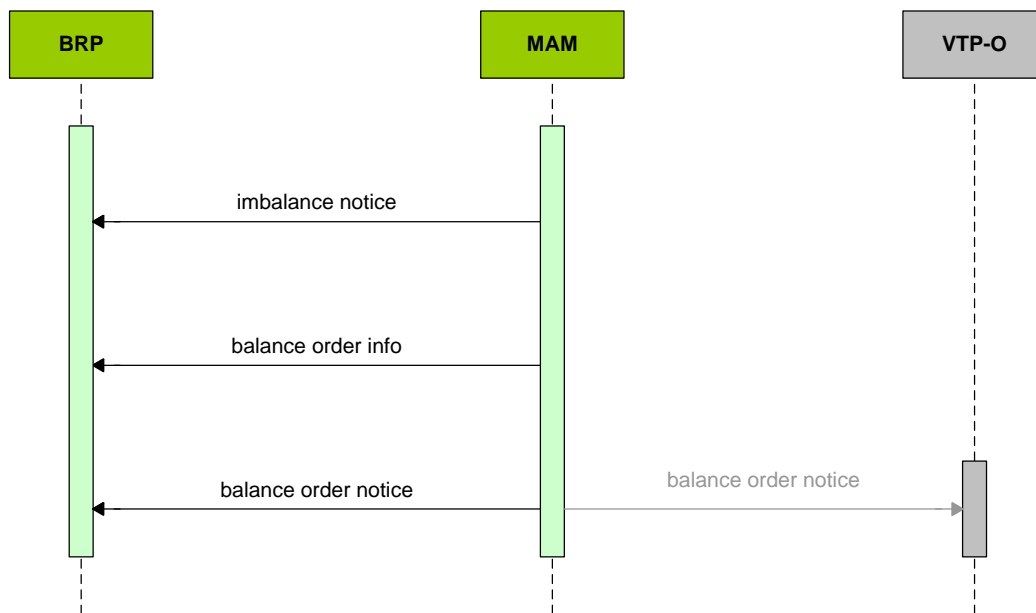 BRP
MAM
VTP-O
imbalance notice
balance order info
balance order notice
balance order notice